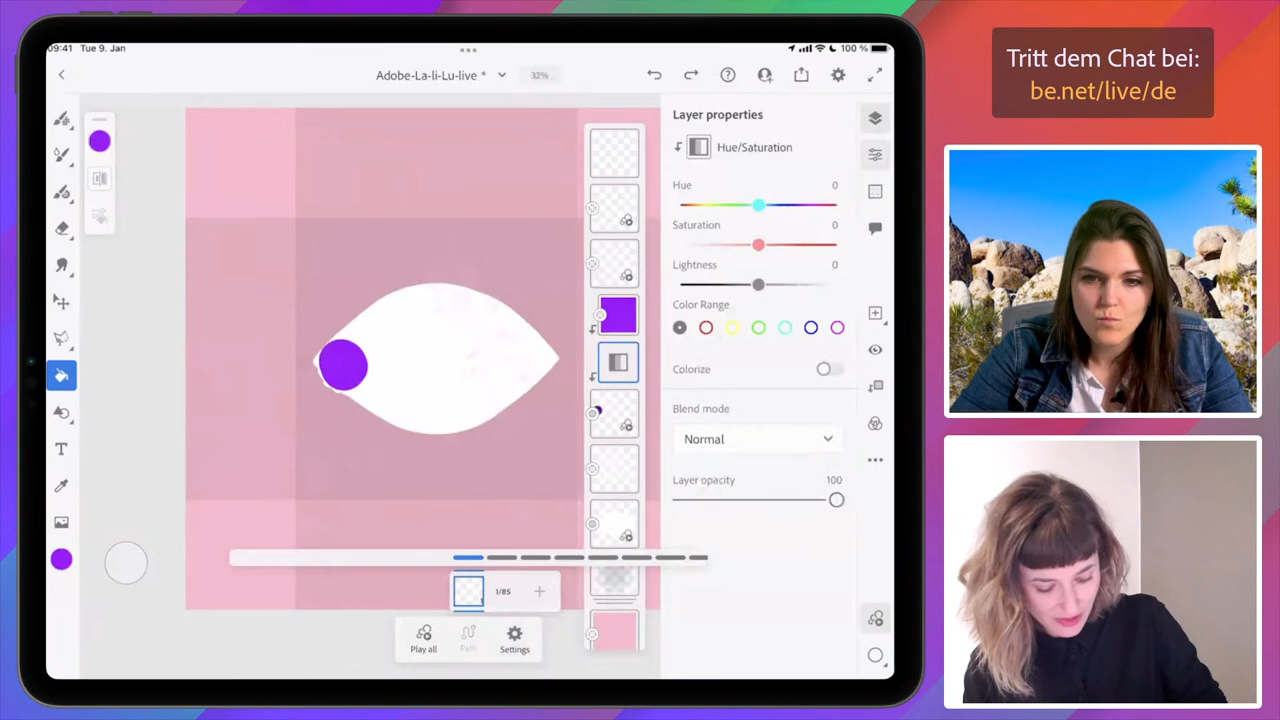 09:41 Tue 9. Jan
100 %
Adobe-La-li-Lu-live *
32%
Tritt dem Chat bei:
be.net/live/de
Layer properties
Hue/Saturation
Hue 0
Saturation 0
Lightness 0
Color Range
Colorize
Blend mode
Normal
Layer opacity 100
T
1/85
Play all
Path
Settings